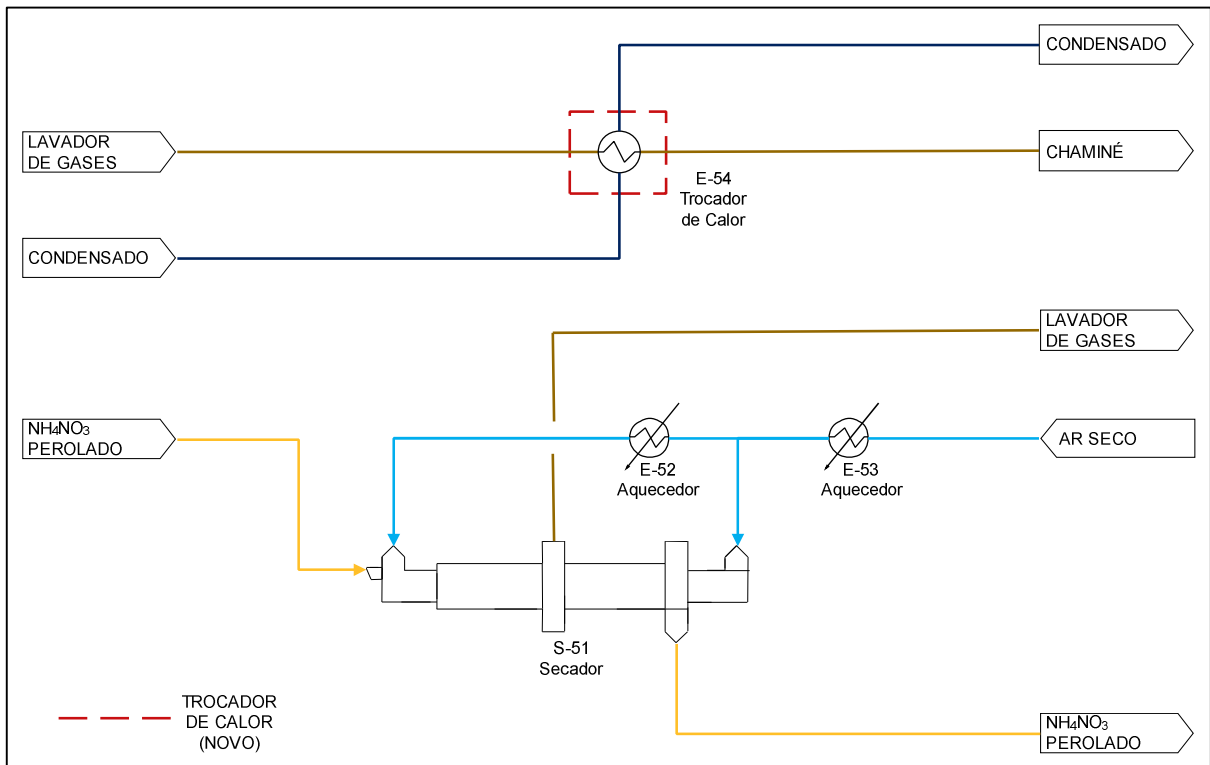 CONDENSADO
LAVADOR
DE GASES
CHAMINÉ
E-54
Trocador
de Calor
CONDENSADO
LAVADOR
DE GASES
NH4NO3
PEROLADO
AR SECO
E-52
Aquecedor
E-53
Aquecedor
S-51
Secador
TROCADOR
DE CALOR
(NOVO)
NH4NO3
PEROLADO